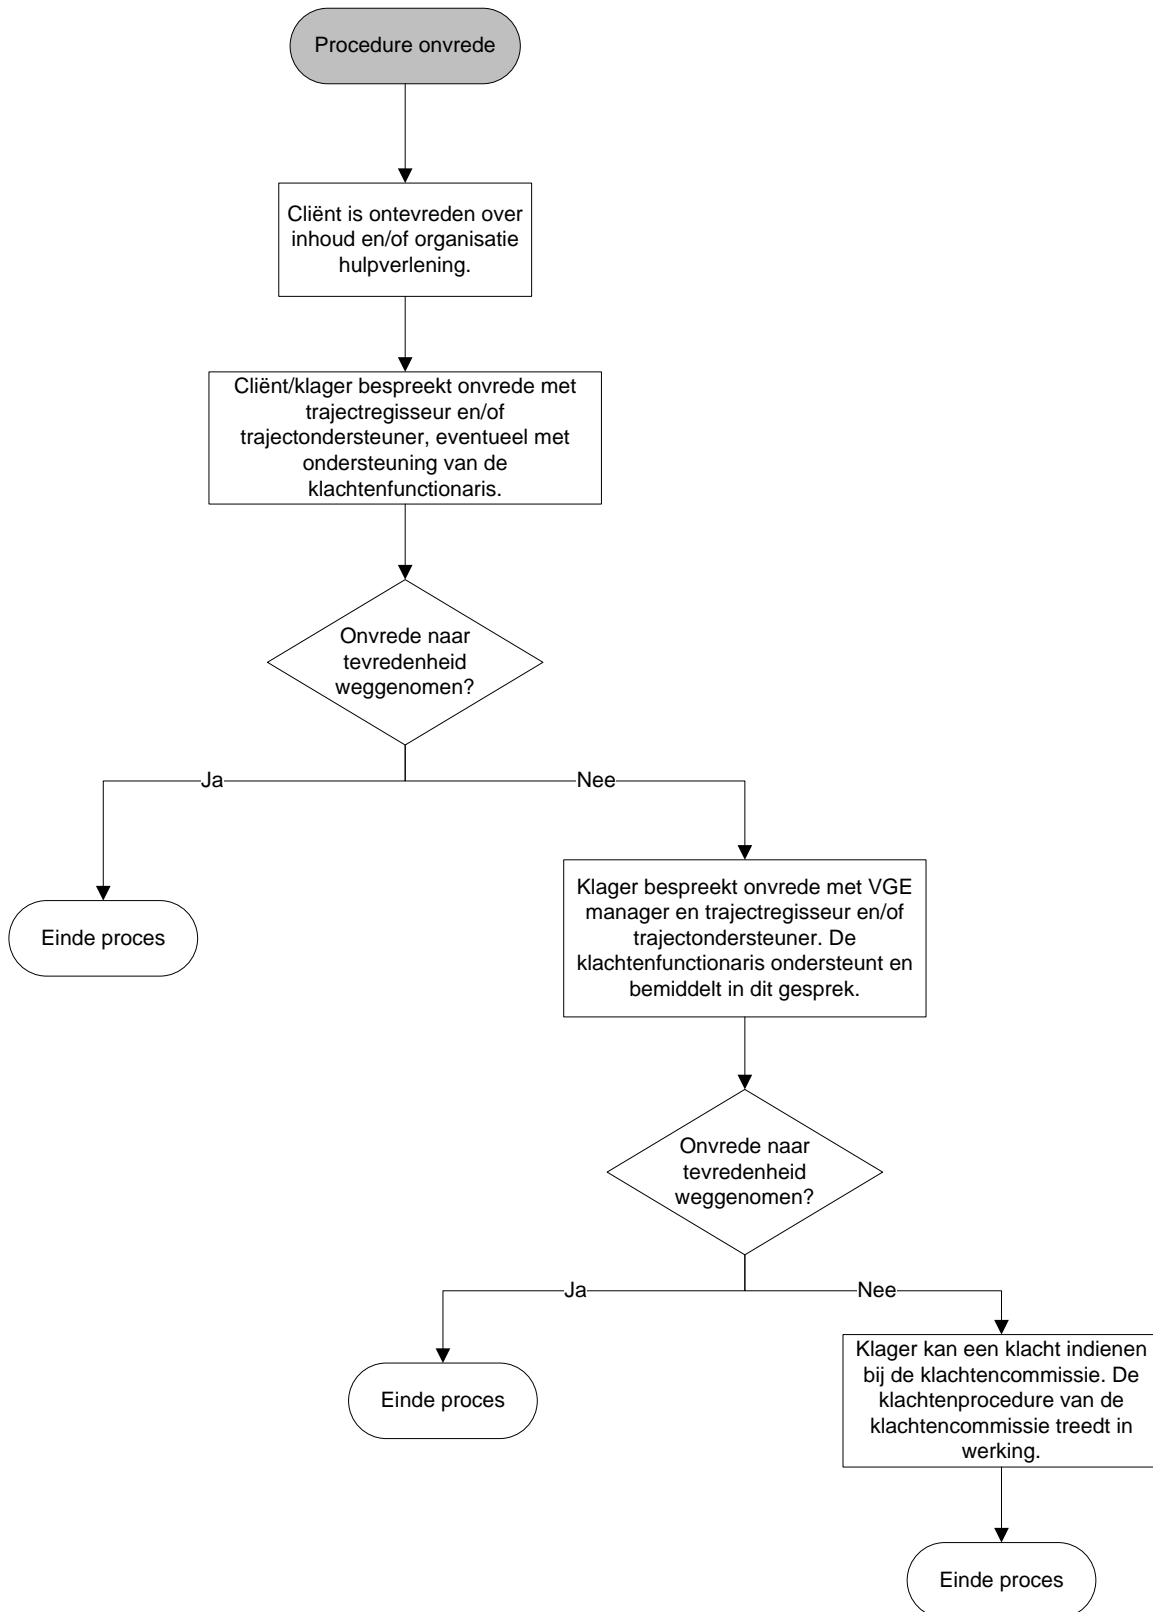 Procedure onvrede
Cliënt is ontevreden over
inhoud en/of organisatie
hulpverlening.
Cliënt/klager bespreekt onvrede met
trajectregisseur en/of
trajectondersteuner, eventueel met
ondersteuning van de
klachtenfunctionaris.
Onvrede naar
tevredenheid
weggenomen?
Ja
Nee
Einde proces
Klager bespreekt onvrede met VGE
manager en trajectregisseur en/of
trajectondersteuner. De
klachtenfunctionaris ondersteunt en
bemiddelt in dit gesprek.
Onvrede naar
tevredenheid
weggenomen?
Ja
Nee
Einde proces
Klager kan een klacht indienen
bij de klachtencommissie. De
klachtenprocedure van de
klachtencommissie treedt in
werking.
Einde proces